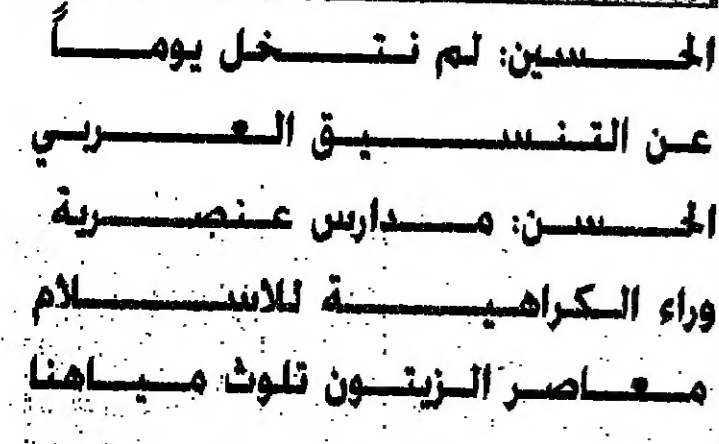 الحسين: لم نتخل يوماً
عن التنسيق العربي
الحسن: مدارس عنصرية
وراء الكراهية للاسلام
معاصر الزيتون تلوث مياهنا